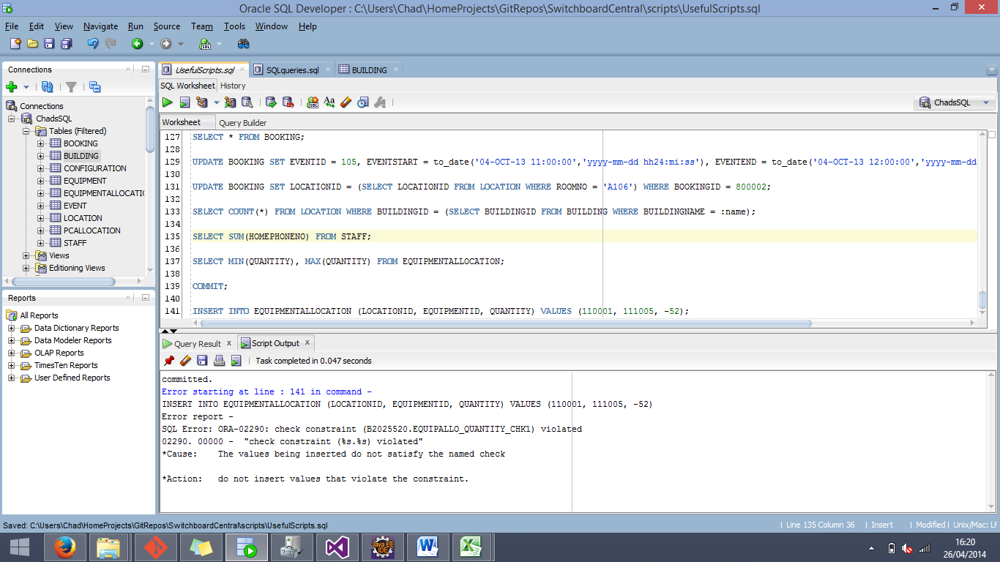 Oracle SQL Developer : C:\Users\Chad\HomeProjects\GitRepos\SwitchboardCentral\scripts\UsefulScripts.sql
File Edit View Navigate Run Source Team Tools Window Help
Connections
Connections
ChadsSQL
Tables (Filtered)
BOOKING
BUILDING
CONFIGURATION
EQUIPMENT
EQUIPMENTALLOCATIO
EVENT
LOCATION
PCALLOCATION
STAFF
Views
Editioning Views
Reports
All Reports
Data Dictionary Reports
Data Modeler Reports
OLAP Reports
TimesTen Reports
User Defined Reports
UsefulScripts.sql SQLqueries.sql BUILDING
SQL Worksheet History
ChadsSQL
Worksheet Query Builder
127 SELECT * FROM BOOKING;
128
129 UPDATE BOOKING SET EVENTID = 105, EVENTSTART = to_date('04-OCT-13 11:00:00','yyyy-mm-dd hh24:mi:ss'), EVENTEND = to_date('04-OCT-13 12:00:00','yyyy-mm-dd
130
131 UPDATE BOOKING SET LOCATIONID = (SELECT LOCATIONID FROM LOCATION WHERE ROOMNO = 'A106') WHERE BOOKINGID = 800002;
132
133 SELECT COUNT(*) FROM LOCATION WHERE BUILDINGID = (SELECT BUILDINGID FROM BUILDING WHERE BUILDINGNAME = :name);
134
135 SELECT SUM(HOMEPHONENO) FROM STAFF;
136
137 SELECT MIN(QUANTITY), MAX(QUANTITY) FROM EQUIPMENTALLOCATION;
138
139 COMMIT;
140
141 INSERT INTO EQUIPMENTALLOCATION (LOCATIONID, EQUIPMENTID, QUANTITY) VALUES (110001, 111005, -52);
Query Result x Script Output x
Task completed in 0.047 seconds
committed.
Error starting at line : 141 in command -
INSERT INTO EQUIPMENTALLOCATION (LOCATIONID, EQUIPMENTID, QUANTITY) VALUES (110001, 111005, -52)
Error report -
SQL Error: ORA-02290: check constraint (B2025520.EQUIPALLO_QUANTITY_CHK1) violated
02290. 00000 - "check constraint (%s.%s) violated"
*Cause: The values being inserted do not satisfy the named check
*Action: do not insert values that violate the constraint.
Saved: C:\Users\Chad\HomeProjects\GitRepos\SwitchboardCentral\scripts\UsefulScripts.sql
Line 135 Column 36 | Insert | Modified | Unix/Mac: LF
Java EE
IDE
16:20
26/04/2014